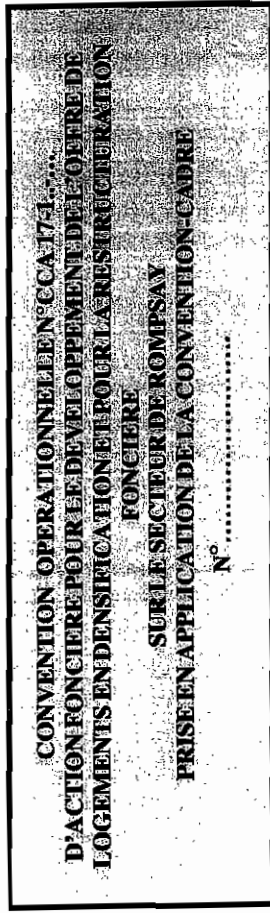 CONVENTION OPERATIONNELLE N° CCA 17-1......
D'ACTION FONCIERE POUR LE DEVELOPPEMENT DE L'OFFRE DE
LOGEMENTS EN DENSIFICATION ET POUR LA RESTRUCTURATION
FONCIERE
SUR LE SECTEUR DE ROMPSAY
PRISE EN APPLICATION DE LA CONVENTION-CADRE
N° ..............................